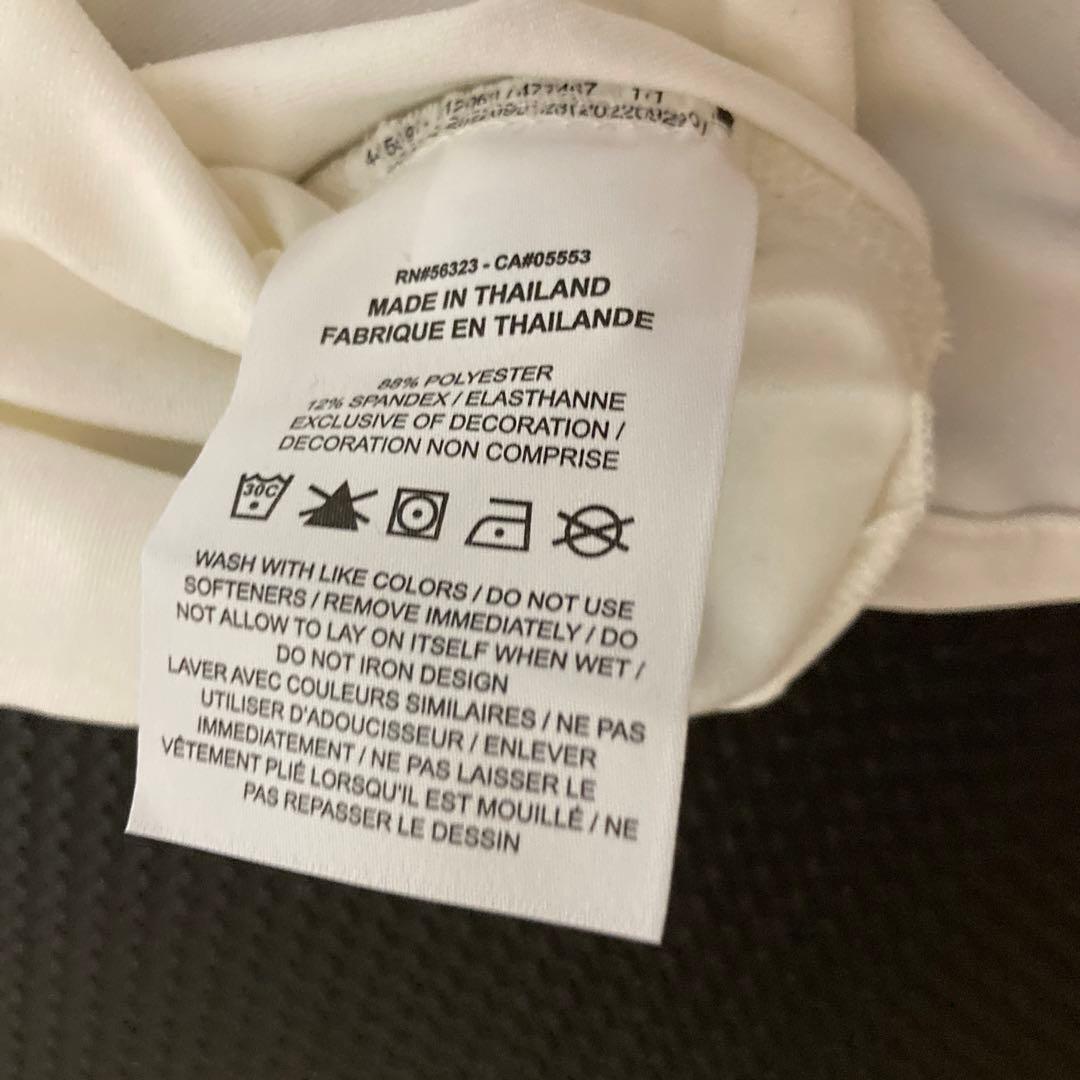 RN#56323 - CA#05553
MADE IN THAILAND
FABRIQUE EN THAILANDE
88% POLYESTER
12% SPANDEX / ELASTHANNE
EXCLUSIVE OF DECORATION /
DECORATION NON COMPRISE
30C
WASH WITH LIKE COLORS / DO NOT USE
SOFTENERS / REMOVE IMMEDIATELY / DO
NOT ALLOW TO LAY ON ITSELF WHEN WET /
DO NOT IRON DESIGN
LAVER AVEC COULEURS SIMILAIRES / NE PAS
UTILISER D'ADOUCISSEUR / ENLEVER
IMMEDIATEMENT / NE PAS LAISSER LE
VÊTEMENT PLIÉ LORSQU'IL EST MOUILLÉ / NE
PAS REPASSER LE DESSIN